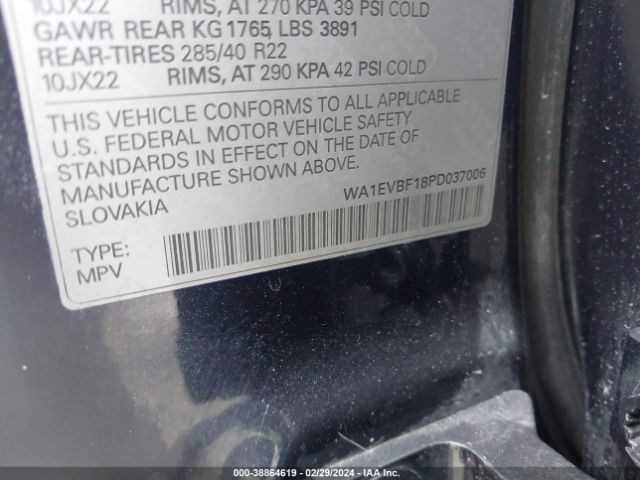 10JX22 RIMS, AT 270 KPA 39 PSI COLD
GAWR REAR KG 1765, LBS 3891
REAR-TIRES 285/40 R22
10JX22 RIMS, AT 290 KPA 42 PSI COLD
THIS VEHICLE CONFORMS TO ALL APPLICABLE
U.S. FEDERAL MOTOR VEHICLE SAFETY
STANDARDS IN EFFECT ON THE DATE OF
MANUFACTURE SHOWN ABOVE.
SLOVAKIA
WA1EVBF18PD037006
TYPE:
MPV
000-38864619 - 02/29/2024 - IAA Inc.